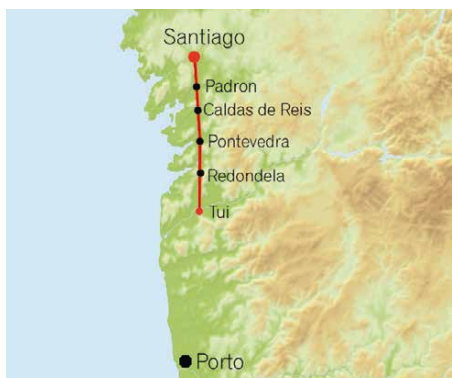 Santiago
Padron
Caldas de Reis
Pontevedra
Redondela
Tui
Porto